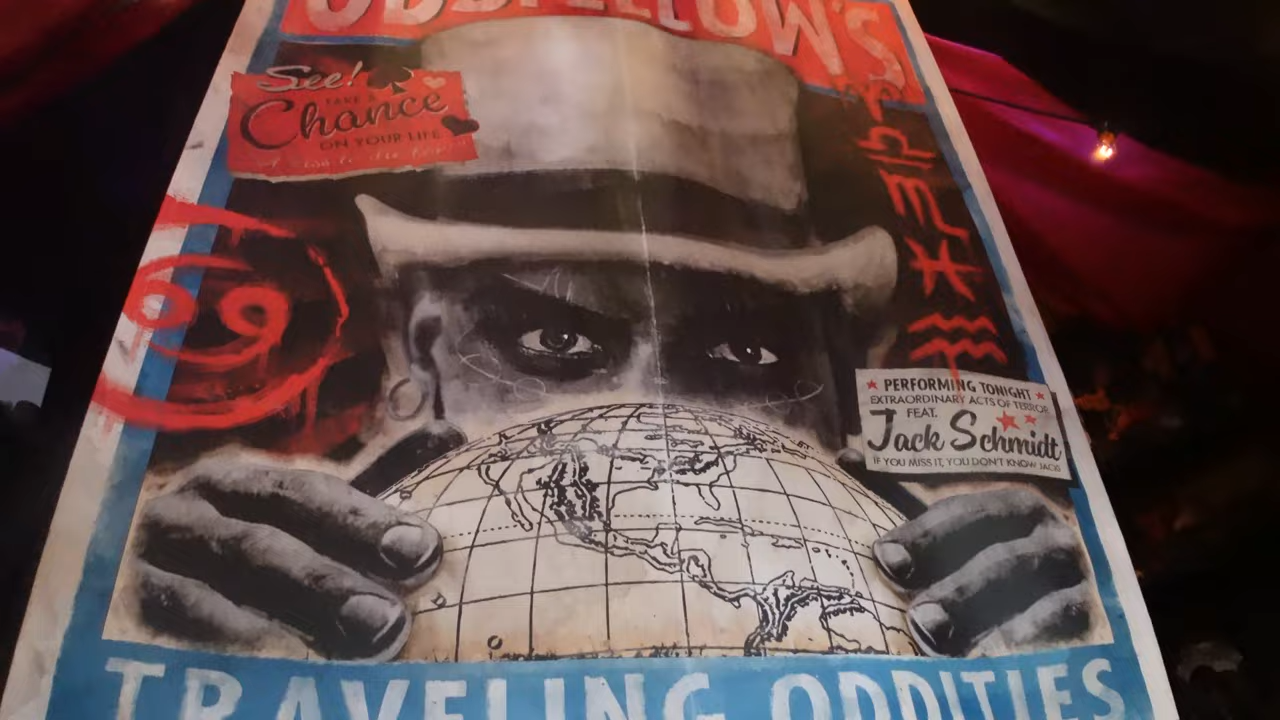 ODDFELLOW'S
See!
TAKE A
Chance
ON YOUR LIFE
PERFORMING TONIGHT
EXTRAORDINARY ACTS OF TERROR
FEAT.
Jack Schmidt
IF YOU MISS IT, YOU DON'T KNOW JACK
TRAVELING ODDITIES